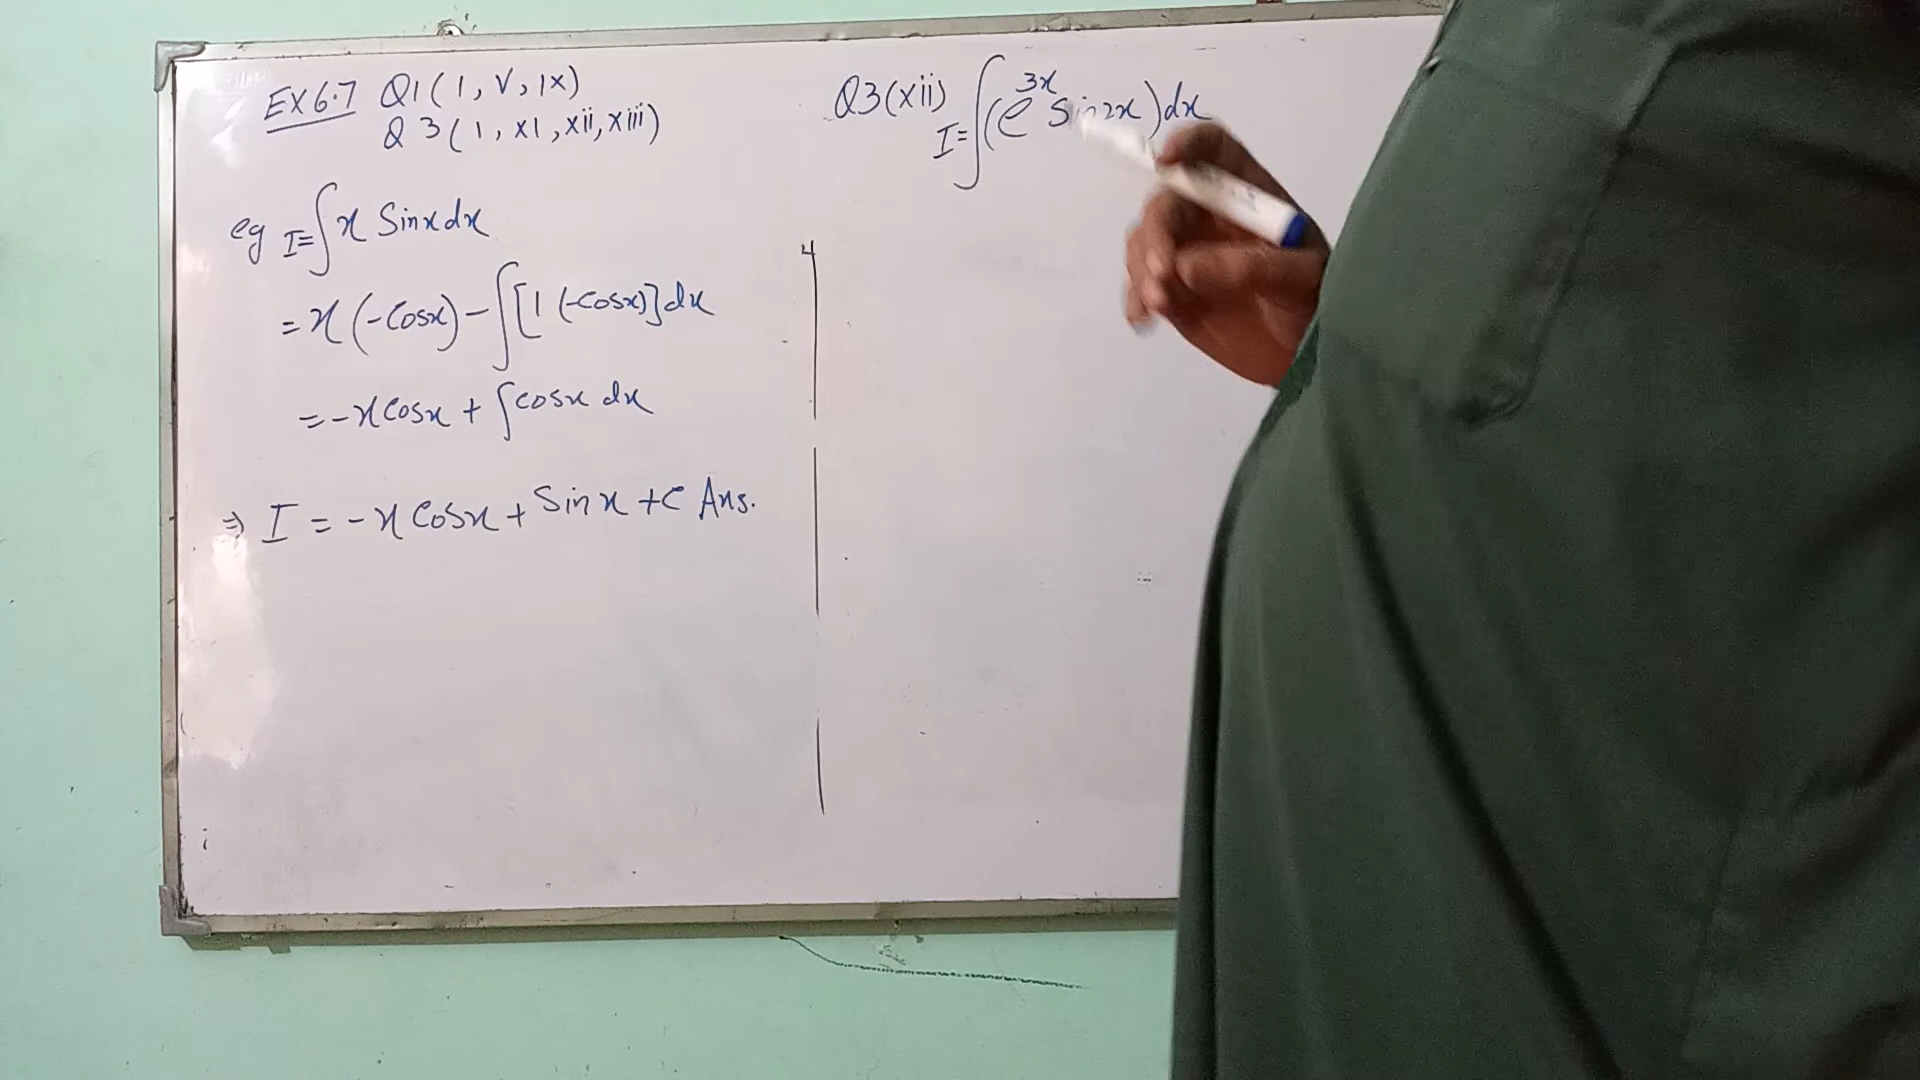 EX 6.7 Q1 (1, V, 1X)
Q 3 (1, X1, Xii, Xiii)
eg I=∫x Sinx dx
= x (-Cosx) - ∫[1 (-Cosx)] dx
= -x Cosx + ∫cosx dx
⇒ I = -x Cosx + Sin x + C Ans.
Q3(xii) I=∫(e^3x Sin2x) dx